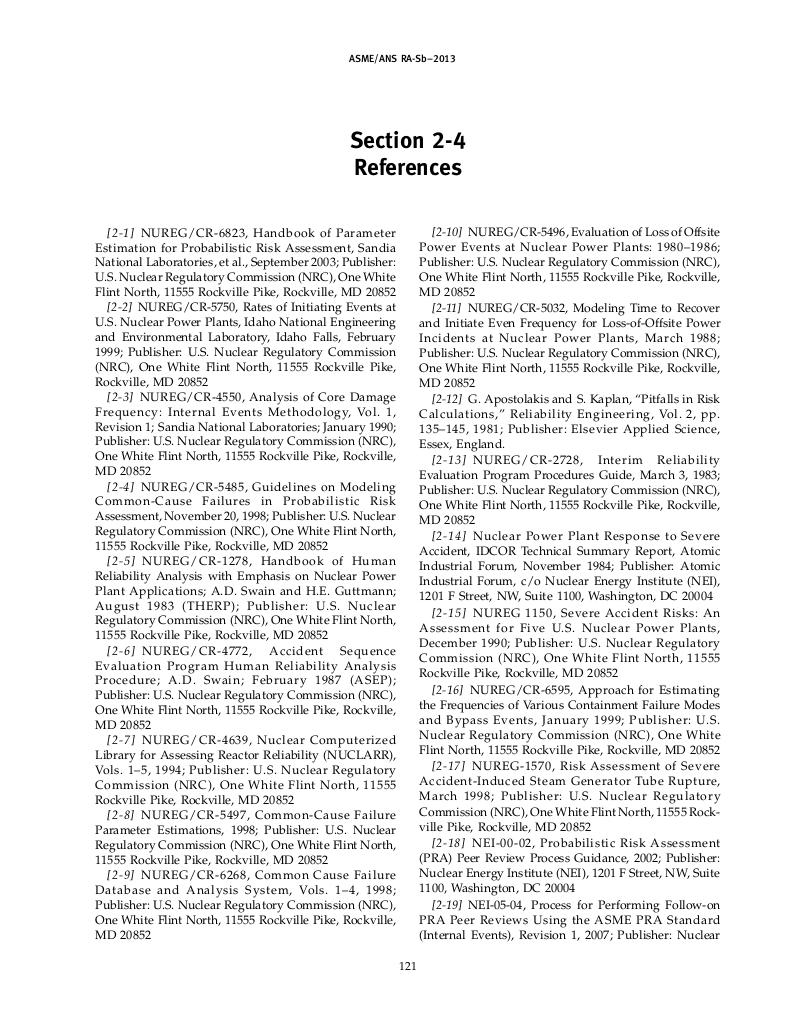 ASME/ANS RA-Sb–2013
Section 2-4
References
[2-1] NUREG/CR-6823, Handbook of Parameter
Estimation for Probabilistic Risk Assessment, Sandia
National Laboratories, et al., September 2003; Publisher:
U.S. Nuclear Regulatory Commission (NRC), One White
Flint North, 11555 Rockville Pike, Rockville, MD 20852
[2-2] NUREG/CR-5750, Rates of Initiating Events at
U.S. Nuclear Power Plants, Idaho National Engineering
and Environmental Laboratory, Idaho Falls, February
1999; Publisher: U.S. Nuclear Regulatory Commission
(NRC), One White Flint North, 11555 Rockville Pike,
Rockville, MD 20852
[2-3] NUREG/CR-4550, Analysis of Core Damage
Frequency: Internal Events Methodology, Vol. 1,
Revision 1; Sandia National Laboratories; January 1990;
Publisher: U.S. Nuclear Regulatory Commission (NRC),
One White Flint North, 11555 Rockville Pike, Rockville,
MD 20852
[2-4] NUREG/CR-5485, Guidelines on Modeling
Common-Cause Failures in Probabilistic Risk
Assessment, November 20, 1998; Publisher: U.S. Nuclear
Regulatory Commission (NRC), One White Flint North,
11555 Rockville Pike, Rockville, MD 20852
[2-5] NUREG/CR-1278, Handbook of Human
Reliability Analysis with Emphasis on Nuclear Power
Plant Applications; A.D. Swain and H.E. Guttmann;
August 1983 (THERP); Publisher: U.S. Nuclear
Regulatory Commission (NRC), One White Flint North,
11555 Rockville Pike, Rockville, MD 20852
[2-6] NUREG/CR-4772, Accident Sequence
Evaluation Program Human Reliability Analysis
Procedure; A.D. Swain; February 1987 (ASEP);
Publisher: U.S. Nuclear Regulatory Commission (NRC),
One White Flint North, 11555 Rockville Pike, Rockville,
MD 20852
[2-7] NUREG/CR-4639, Nuclear Computerized
Library for Assessing Reactor Reliability (NUCLARR),
Vols. 1–5, 1994; Publisher: U.S. Nuclear Regulatory
Commission (NRC), One White Flint North, 11555
Rockville Pike, Rockville, MD 20852
[2-8] NUREG/CR-5497, Common-Cause Failure
Parameter Estimations, 1998; Publisher: U.S. Nuclear
Regulatory Commission (NRC), One White Flint North,
11555 Rockville Pike, Rockville, MD 20852
[2-9] NUREG/CR-6268, Common Cause Failure
Database and Analysis System, Vols. 1–4, 1998;
Publisher: U.S. Nuclear Regulatory Commission (NRC),
One White Flint North, 11555 Rockville Pike, Rockville,
MD 20852
[2-10] NUREG/CR-5496, Evaluation of Loss of Offsite
Power Events at Nuclear Power Plants: 1980–1986;
Publisher: U.S. Nuclear Regulatory Commission (NRC),
One White Flint North, 11555 Rockville Pike, Rockville,
MD 20852
[2-11] NUREG/CR-5032, Modeling Time to Recover
and Initiate Even Frequency for Loss-of-Offsite Power
Incidents at Nuclear Power Plants, March 1988;
Publisher: U.S. Nuclear Regulatory Commission (NRC),
One White Flint North, 11555 Rockville Pike, Rockville,
MD 20852
[2-12] G. Apostolakis and S. Kaplan, “Pitfalls in Risk
Calculations,” Reliability Engineering, Vol. 2, pp.
135–145, 1981; Publisher: Elsevier Applied Science,
Essex, England.
[2-13] NUREG/CR-2728, Interim Reliability
Evaluation Program Procedures Guide, March 3, 1983;
Publisher: U.S. Nuclear Regulatory Commission (NRC),
One White Flint North, 11555 Rockville Pike, Rockville,
MD 20852
[2-14] Nuclear Power Plant Response to Severe
Accident, IDCOR Technical Summary Report, Atomic
Industrial Forum, November 1984; Publisher: Atomic
Industrial Forum, c/o Nuclear Energy Institute (NEI),
1201 F Street, NW, Suite 1100, Washington, DC 20004
[2-15] NUREG 1150, Severe Accident Risks: An
Assessment for Five U.S. Nuclear Power Plants,
December 1990; Publisher: U.S. Nuclear Regulatory
Commission (NRC), One White Flint North, 11555
Rockville Pike, Rockville, MD 20852
[2-16] NUREG/CR-6595, Approach for Estimating
the Frequencies of Various Containment Failure Modes
and Bypass Events, January 1999; Publisher: U.S.
Nuclear Regulatory Commission (NRC), One White
Flint North, 11555 Rockville Pike, Rockville, MD 20852
[2-17] NUREG-1570, Risk Assessment of Severe
Accident-Induced Steam Generator Tube Rupture,
March 1998; Publisher: U.S. Nuclear Regulatory
Commission (NRC), One White Flint North, 11555 Rock-
ville Pike, Rockville, MD 20852
[2-18] NEI-00-02, Probabilistic Risk Assessment
(PRA) Peer Review Process Guidance, 2002; Publisher:
Nuclear Energy Institute (NEI), 1201 F Street, NW, Suite
1100, Washington, DC 20004
[2-19] NEI-05-04, Process for Performing Follow-on
PRA Peer Reviews Using the ASME PRA Standard
(Internal Events), Revision 1, 2007; Publisher: Nuclear
121